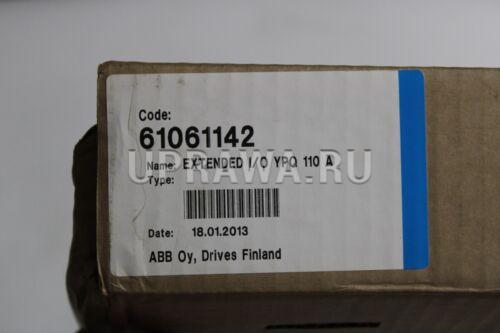 Code:
61061142
Name: EXTENDED I/O YPQ 110 A
UPRAWA.RU
Type:
Date: 18.01.2013
ABB Oy, Drives Finland